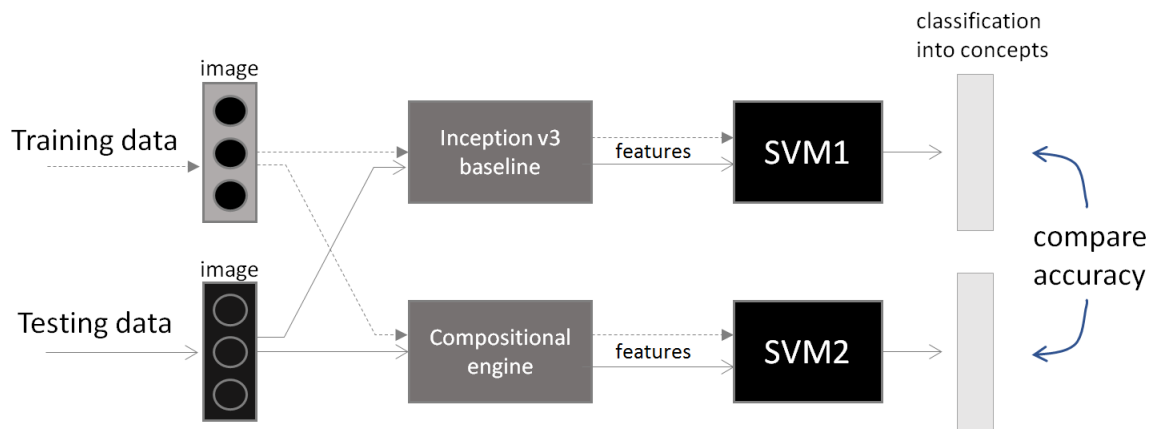 classification
into concepts
image
Training data
Inception v3
baseline
features
SVM1
compare
accuracy
image
Testing data
Compositional
engine
features
SVM2